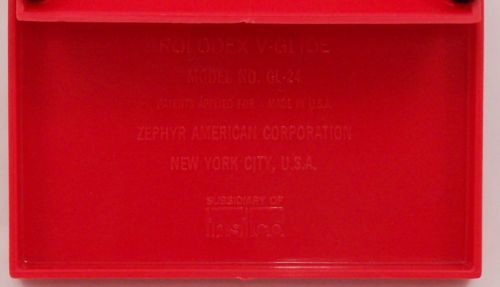 ROLODEX V-GLIDE
MODEL NO. GL-24
PATENTS APPLIED FOR - MADE IN U.S.A.
ZEPHYR AMERICAN CORPORATION
NEW YORK CITY, U.S.A.
SUBSIDIARY OF
insilco